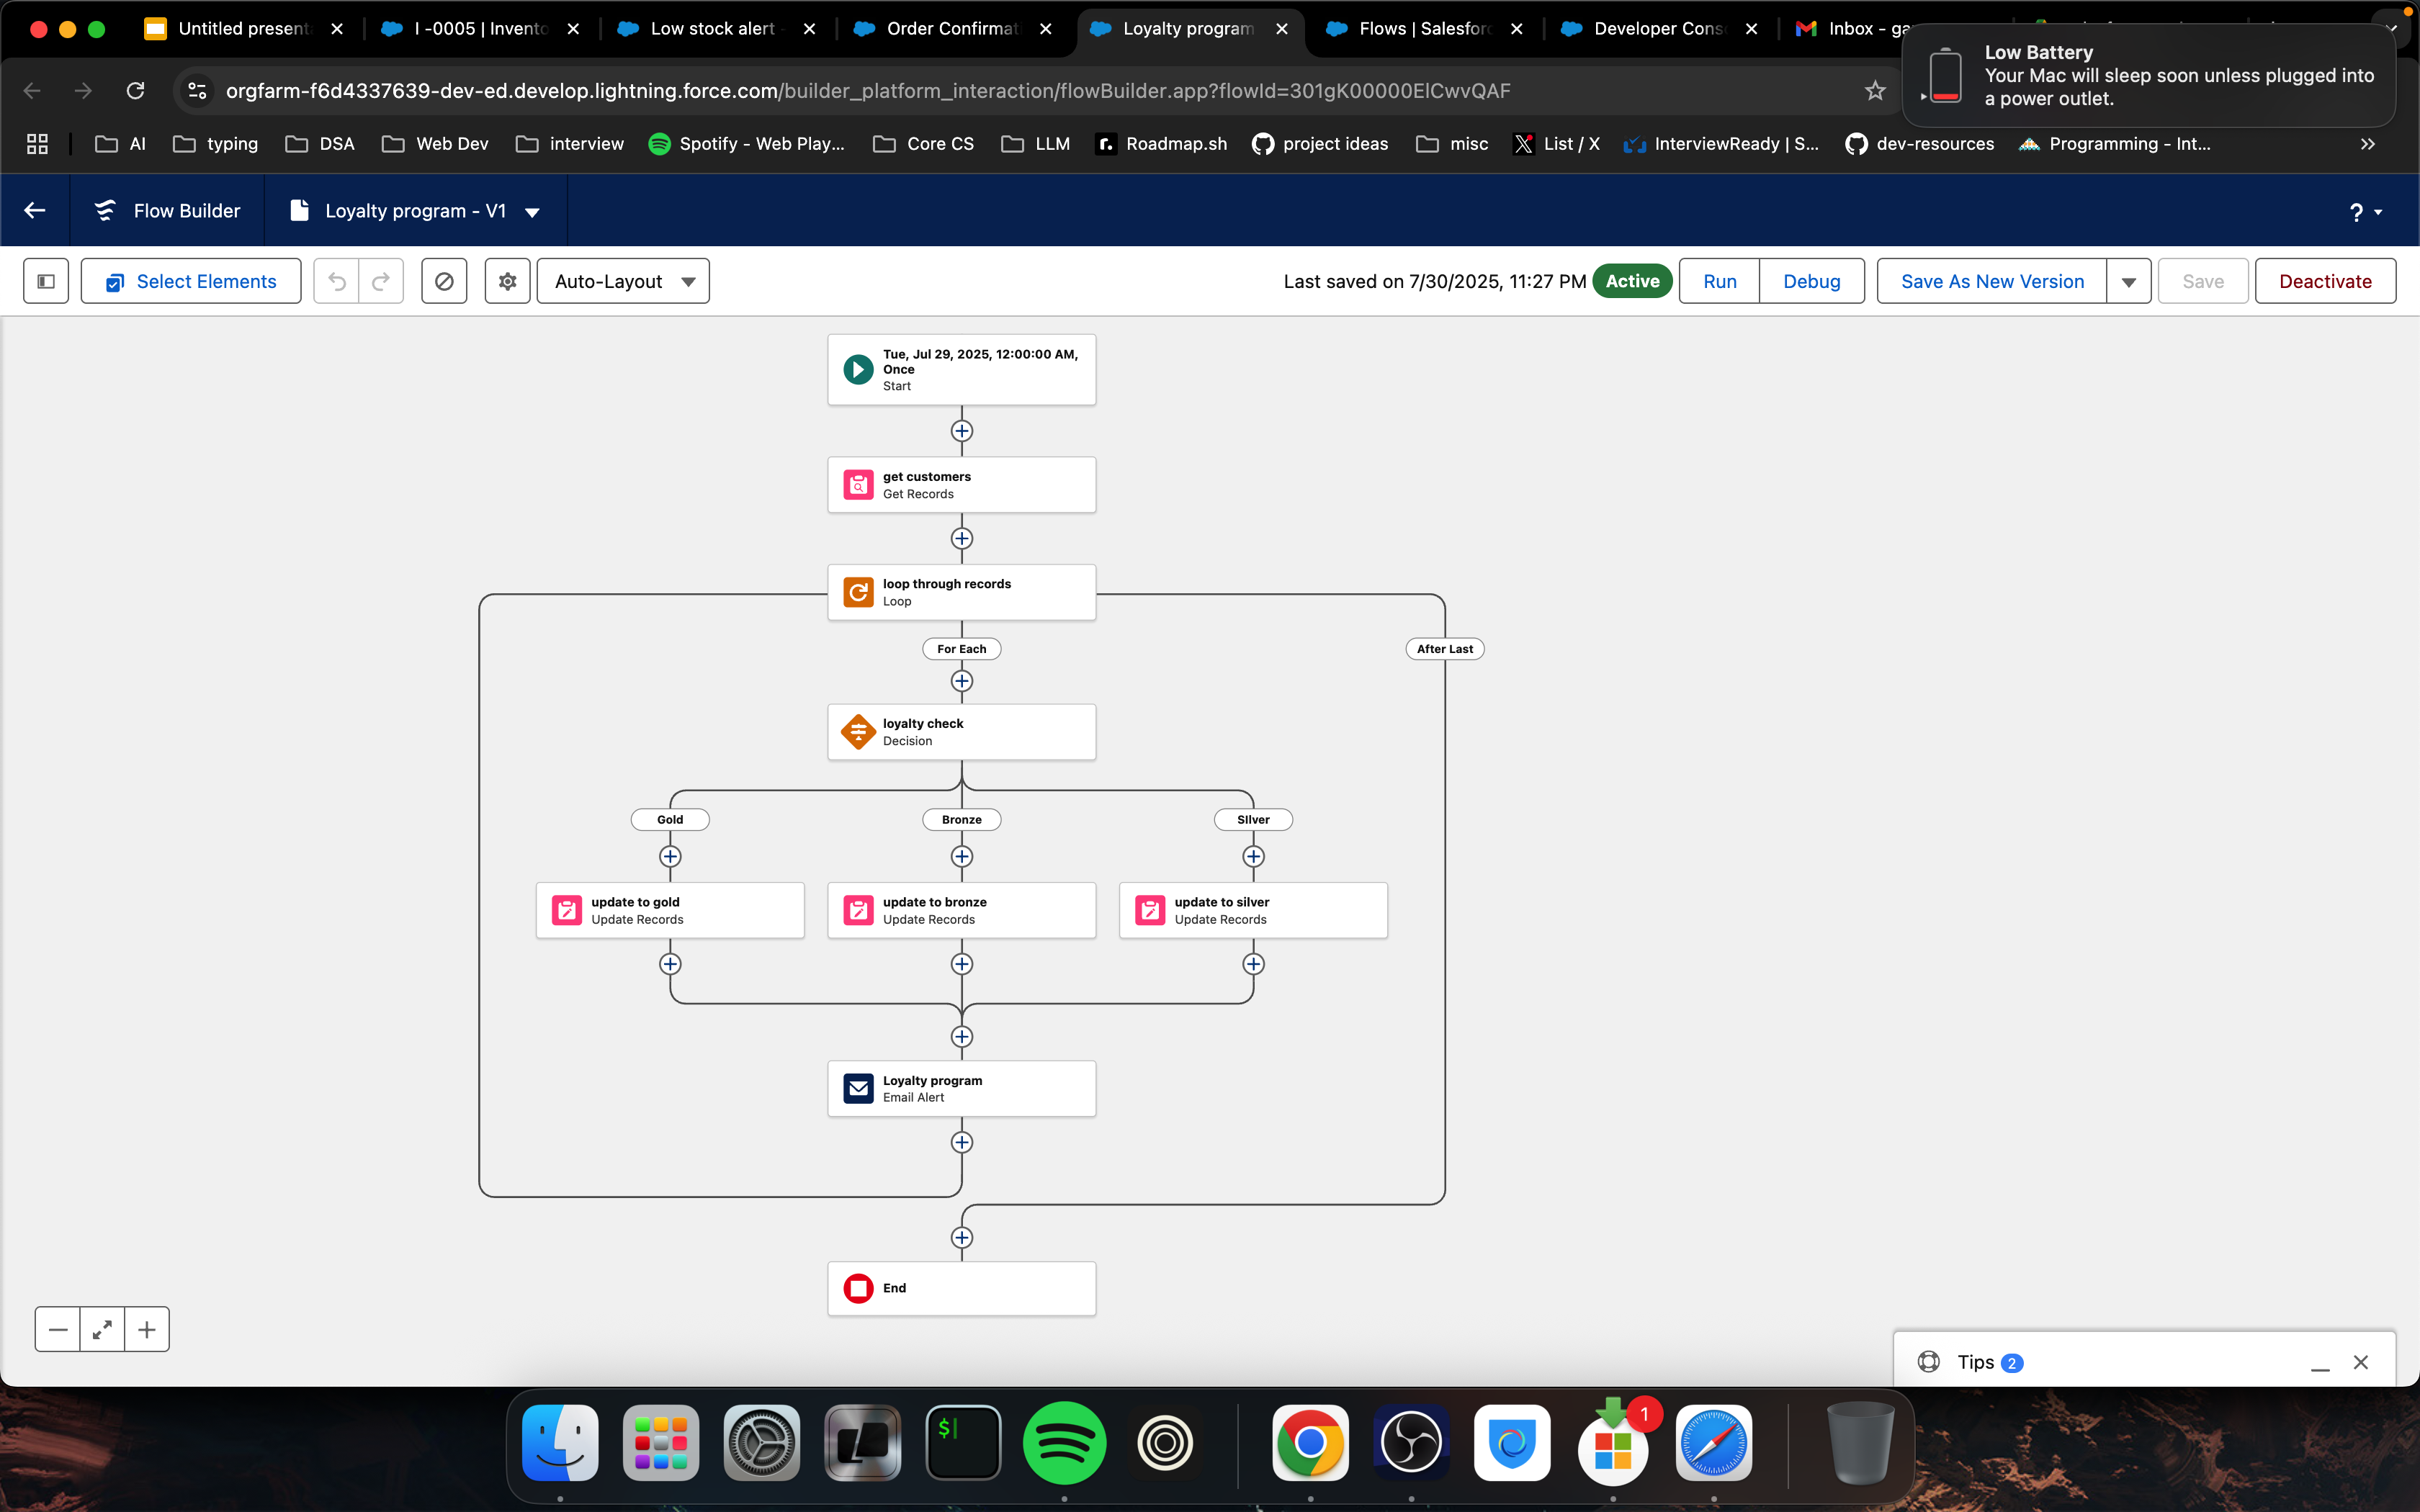 Untitled present
I -0005 | Invento
Low stock alert
Order Confirmat
Loyalty program
Flows | Salesforc
Developer Cons
Inbox - ga
Low Battery
Your Mac will sleep soon unless plugged into
a power outlet.
orgfarm-f6d4337639-dev-ed.develop.lightning.force.com/builder_platform_interaction/flowBuilder.app?flowId=301gK00000ElCwvQAF
AI
typing
DSA
Web Dev
interview
Spotify - Web Play...
Core CS
LLM
r.
Roadmap.sh
project ideas
misc
List / X
InterviewReady | S...
dev-resources
Programming - Int...
Flow Builder
Loyalty program - V1
?
Select Elements
Auto-Layout
Last saved on 7/30/2025, 11:27 PM
Active
Run
Debug
Save As New Version
Save
Deactivate
Tue, Jul 29, 2025, 12:00:00 AM,
Once
Start
get customers
Get Records
loop through records
Loop
For Each
After Last
loyalty check
Decision
Gold
Bronze
SIlver
update to gold
Update Records
update to bronze
Update Records
update to silver
Update Records
Loyalty program
Email Alert
End
Tips 2
$
1